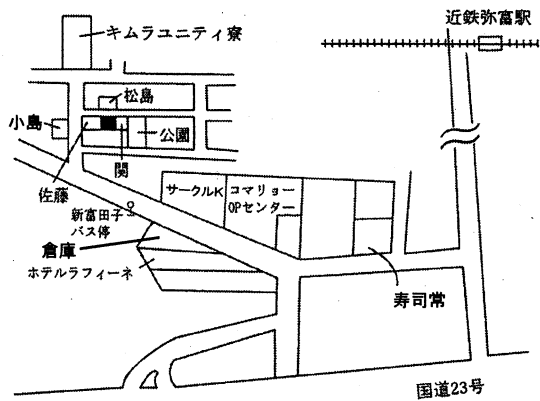 近鉄弥富駅
キムラユニティ寮
松島
小島
公園
関
佐藤
サークルK
コマリョー
OPセンター
新富田子
バス停
倉庫
ホテルラフィーネ
寿司常
国道23号